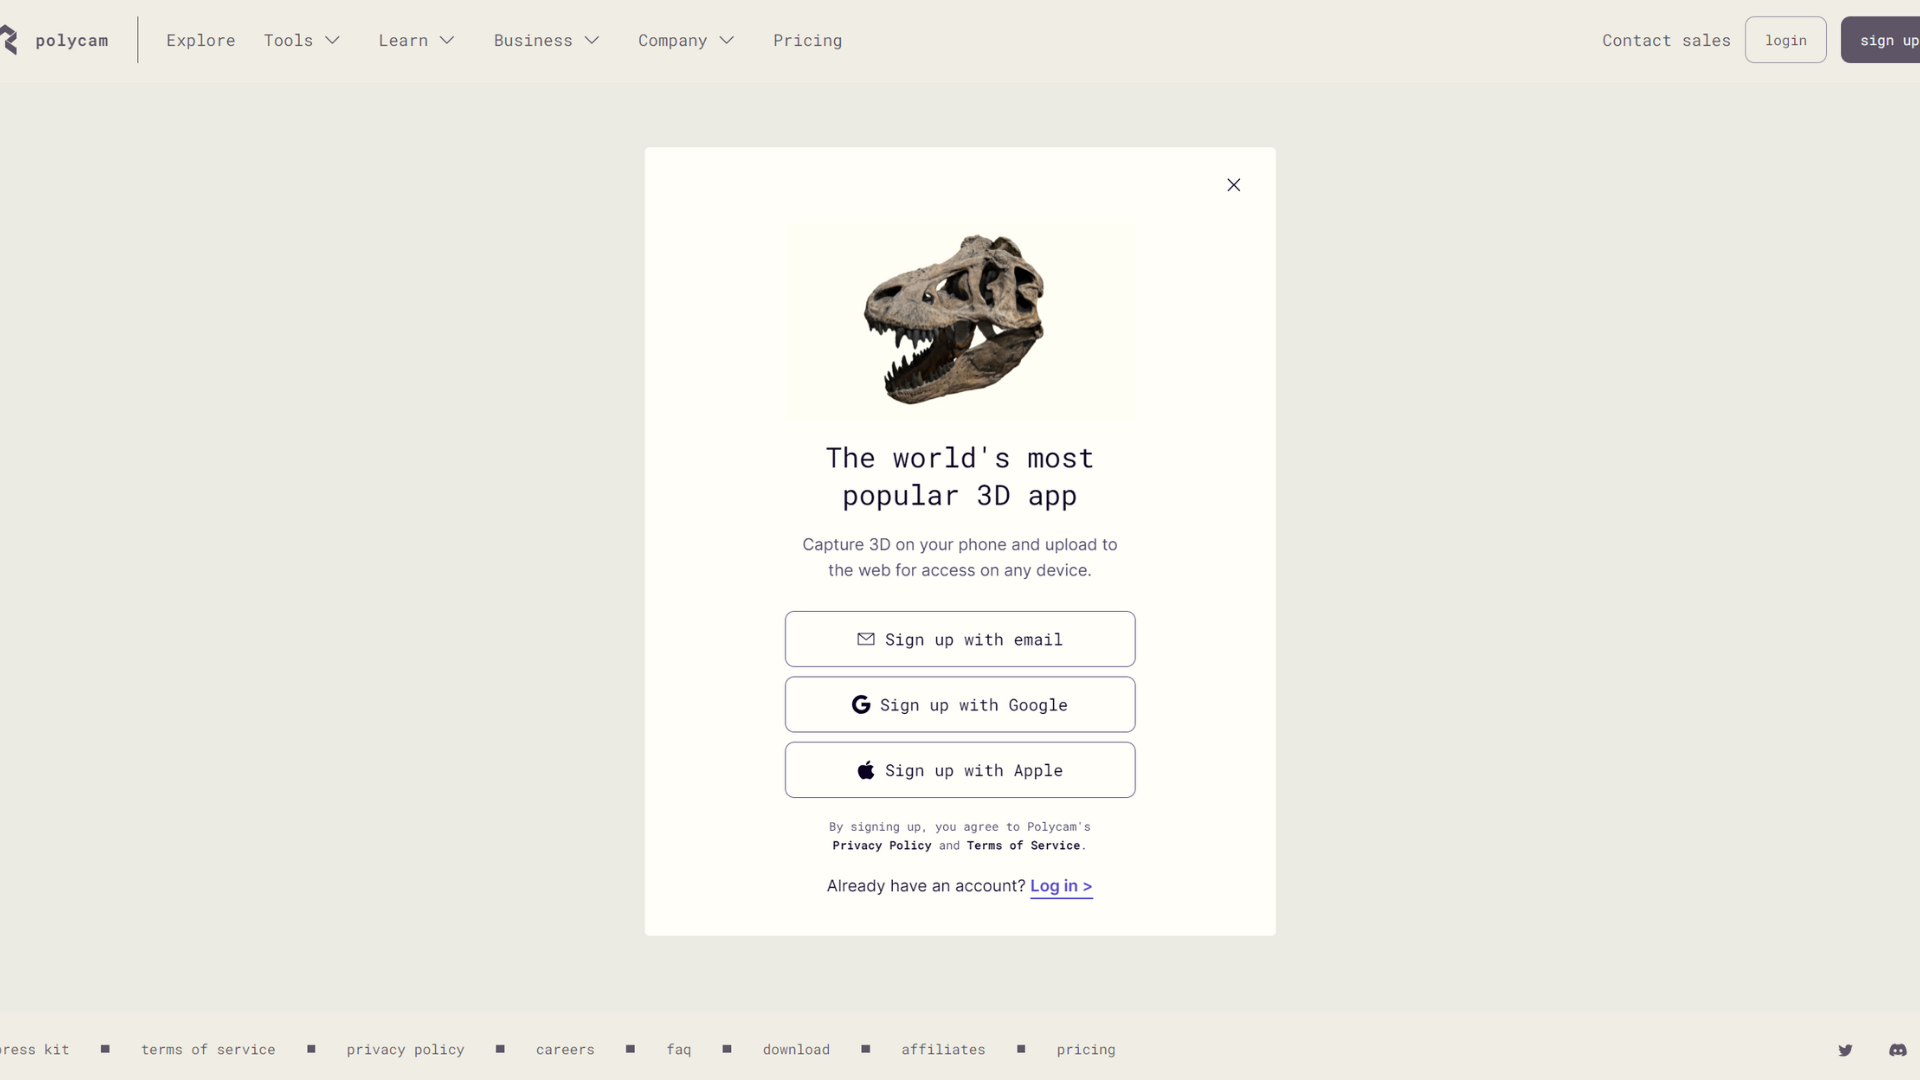 polycam
Explore Tools Learn Business Company Pricing
Contact sales login sign up
The world's most
popular 3D app
Capture 3D on your phone and upload to
the web for access on any device.
Sign up with email
Sign up with Google
Sign up with Apple
By signing up, you agree to Polycam's
Privacy Policy and Terms of Service.
Already have an account? Log in >
press kit ■ terms of service ■ privacy policy ■ careers ■ faq ■ download ■ affiliates ■ pricing